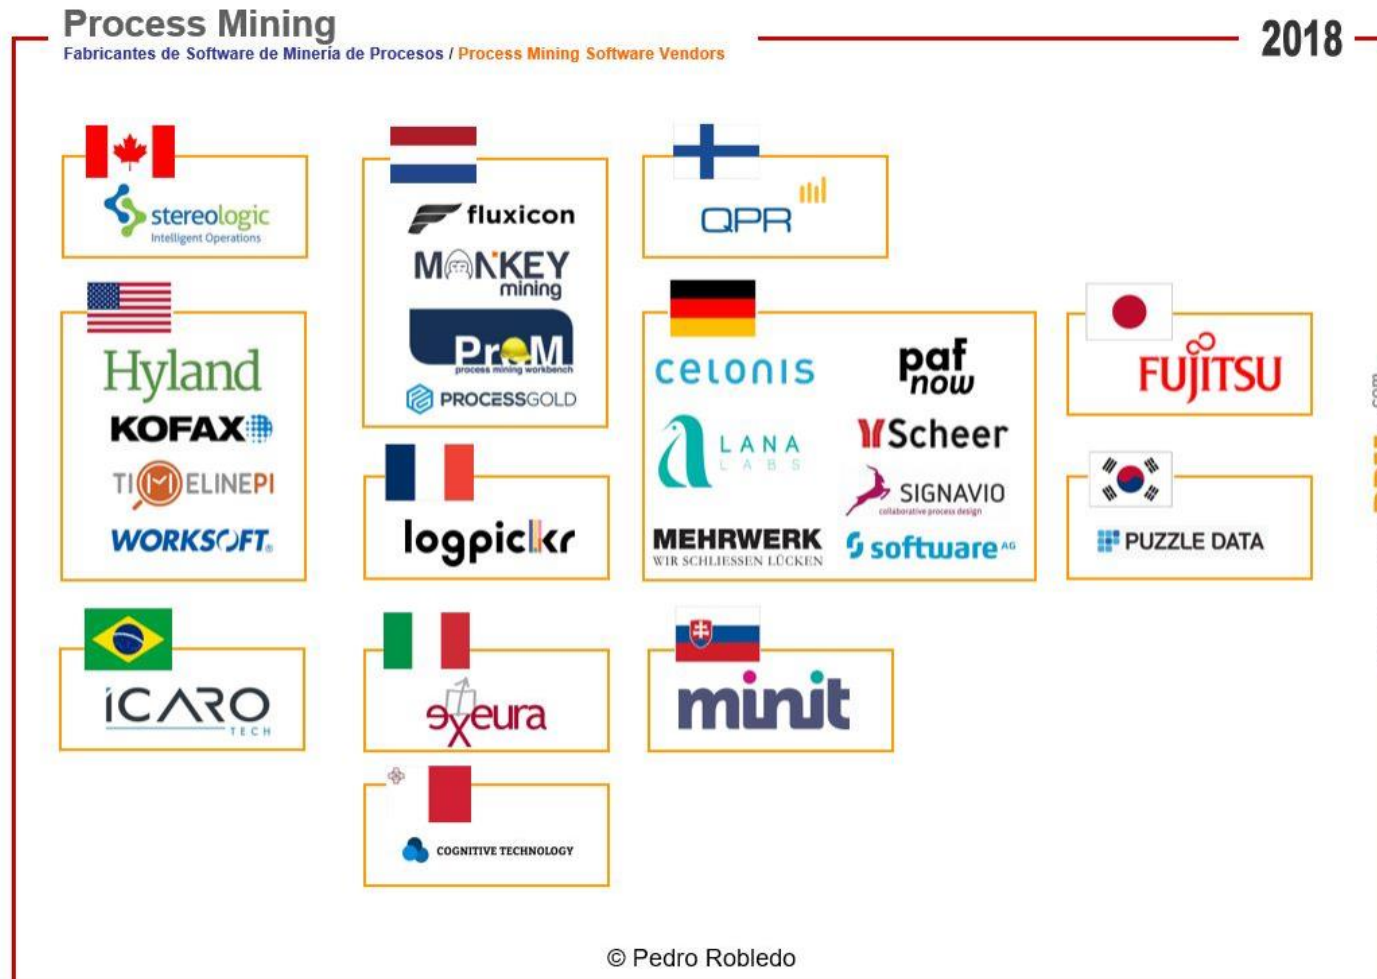 Process Mining
Fabricantes de Software de Minería de Procesos / Process Mining Software Vendors
2018
stereologic
Intelligent Operations
fluxicon
MONKEY
mining
ProM
process mining workbench
PROCESSGOLD
QPR
Hyland
KOFAX
TIMELINEPI
WORKSOFT.
celonis
LANA
LABS
MEHRWERK
WIR SCHLIESSEN LÜCKEN
paf
now
Scheer
SIGNAVIO
collaborative process design
software AG
FUJITSU
logpickr
PUZZLE DATA
iCARO
TECH
exeura
minit
COGNITIVE TECHNOLOGY
© Pedro Robledo
com